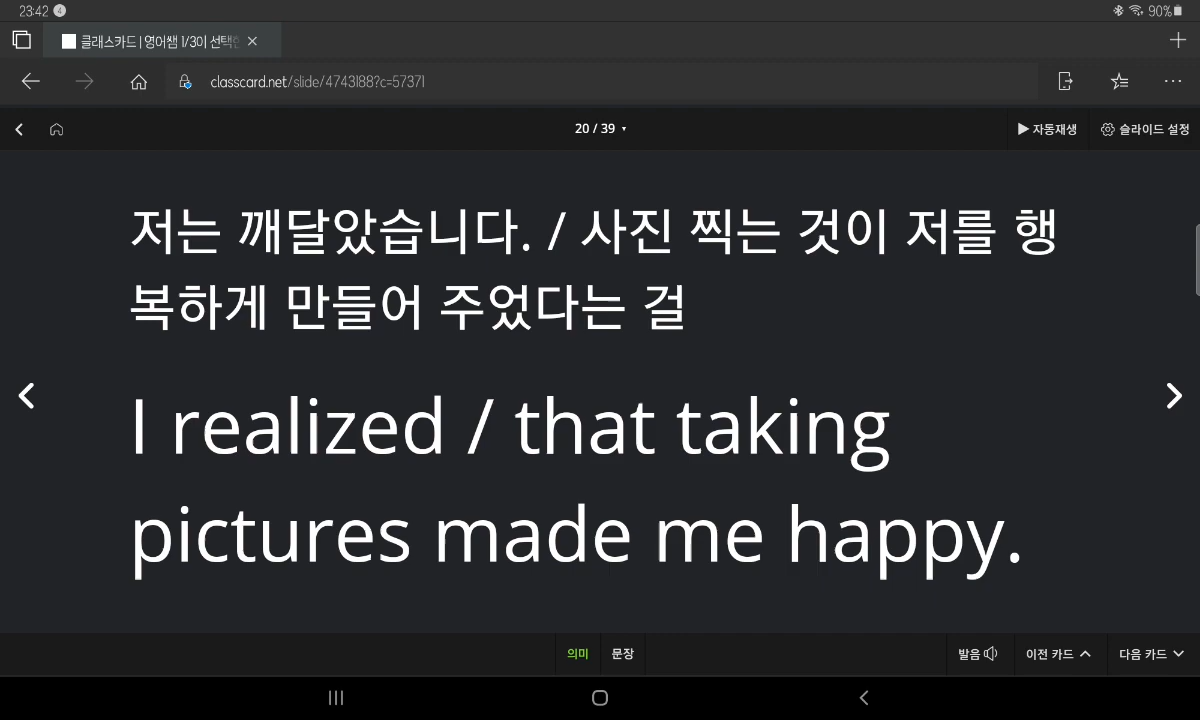 23:42 4 90%
클래스카드 | 영어쌤 1/3이 선택한
classcard.net/slide/4743188?c=57371
20 / 39 자동재생 슬라이드 설정
저는 깨달았습니다. / 사진 찍는 것이 저를 행
복하게 만들어 주었다는 걸
I realized / that taking
pictures made me happy.
의미 문장 발음 이전 카드 다음 카드